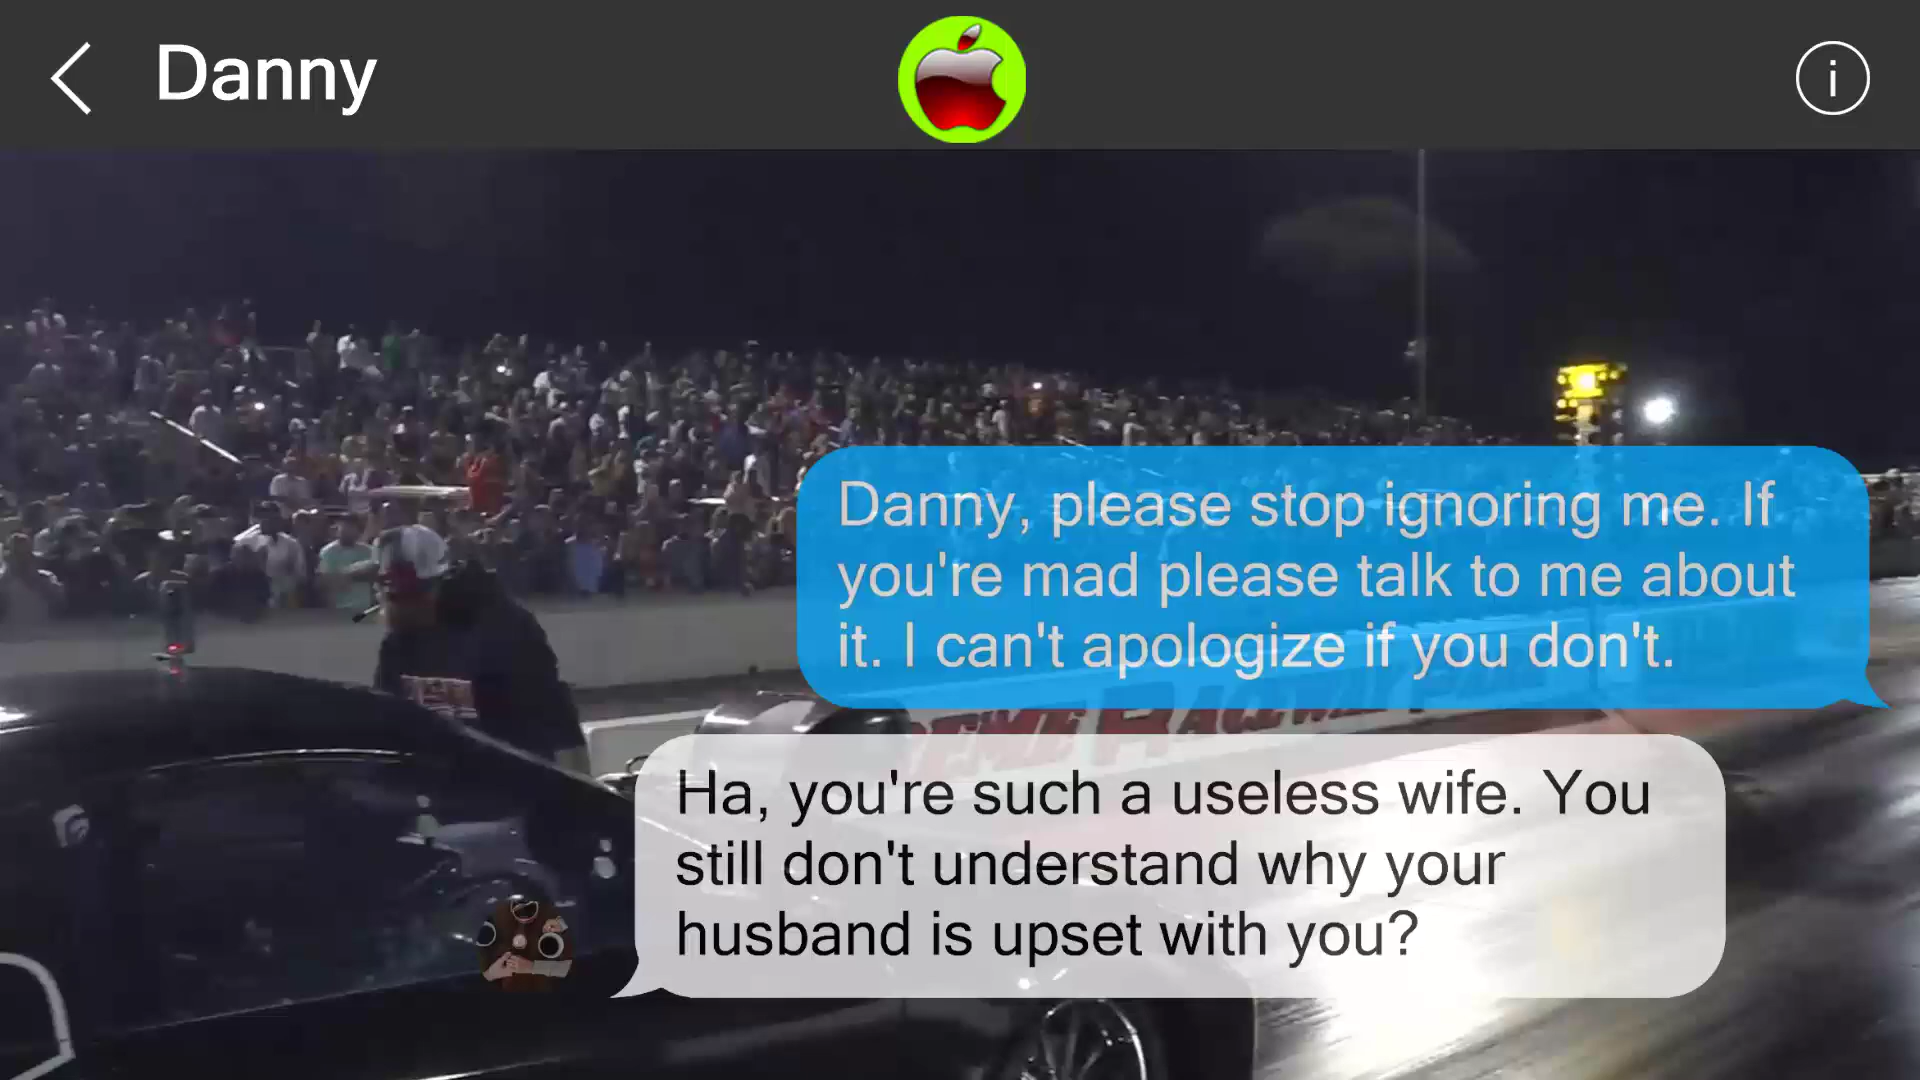 Danny
i
Danny, please stop ignoring me. If
you're mad please talk to me about
it. I can't apologize if you don't.
RACEWAY
Ha, you're such a useless wife. You
still don't understand why your
husband is upset with you?